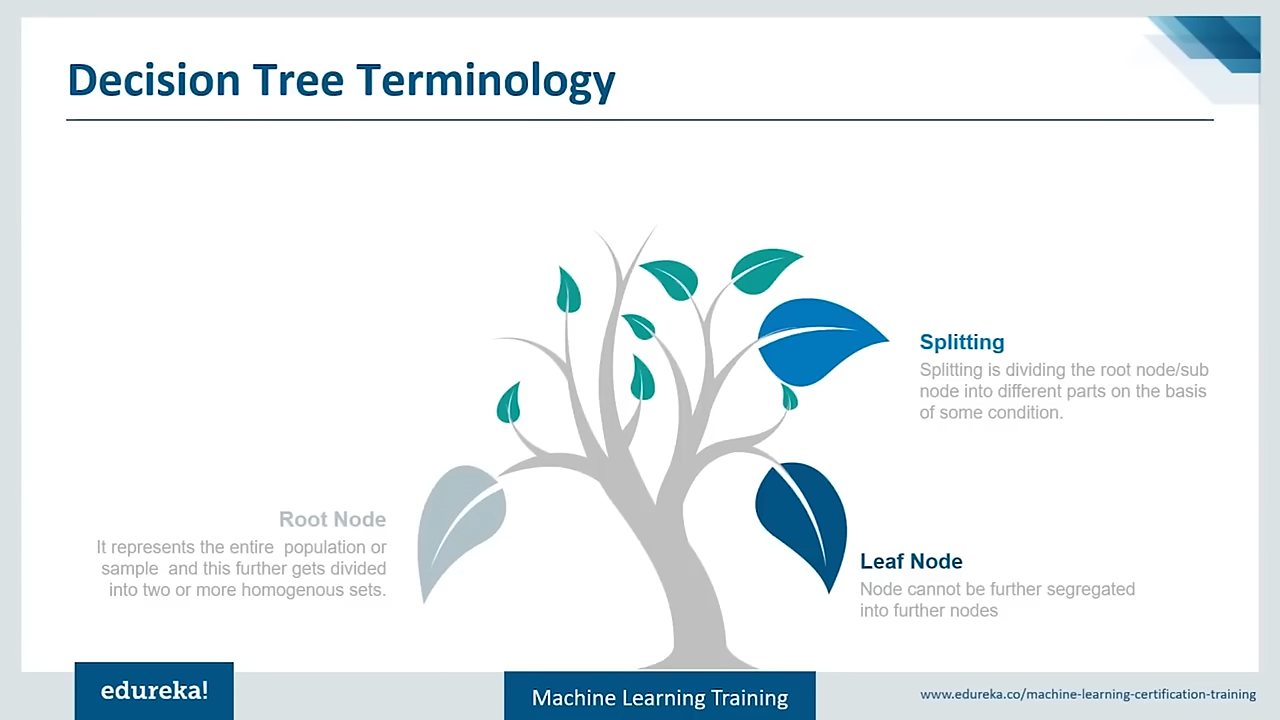 Decision Tree Terminology
Splitting
Splitting is dividing the root node/sub
node into different parts on the basis
of some condition.
Root Node
It represents the entire population or
sample and this further gets divided
into two or more homogenous sets.
Leaf Node
Node cannot be further segregated
into further nodes
edureka!
Machine Learning Training
www.edureka.co/machine-learning-certification-training